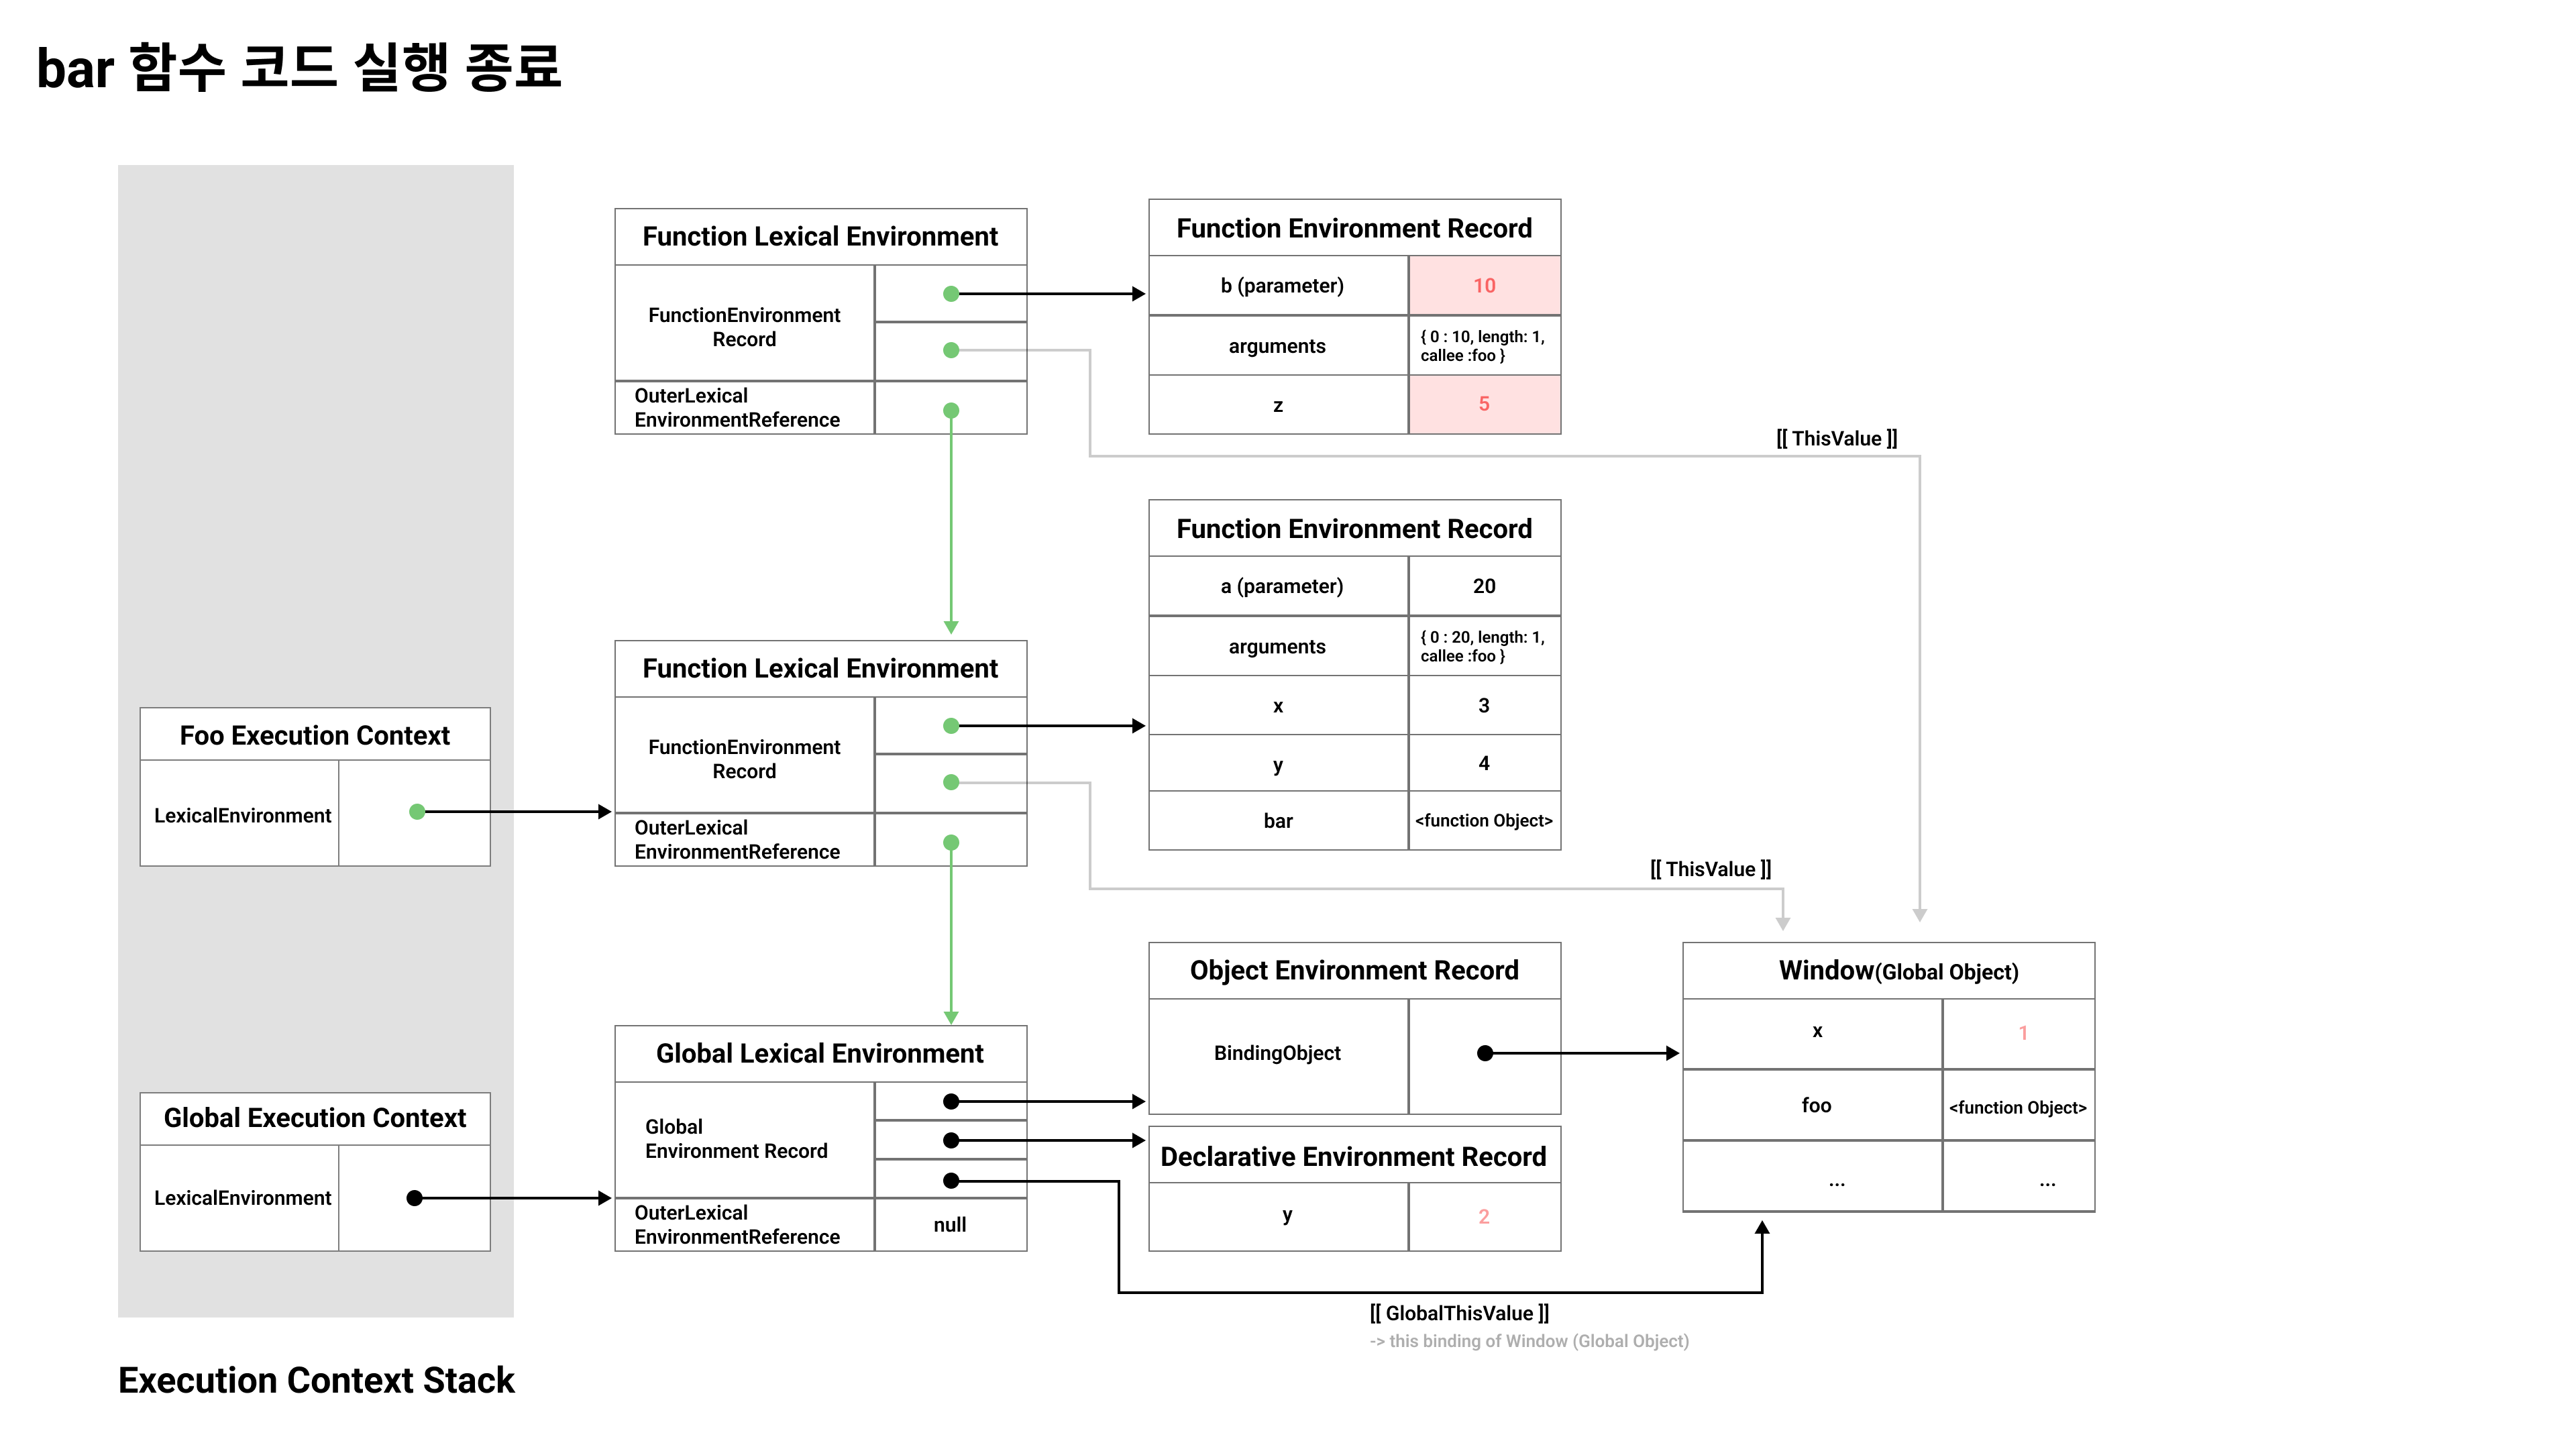 bar 함수 코드 실행 종료
Function Lexical Environment
FunctionEnvironment
Record
OuterLexical
EnvironmentReference
Function Environment Record
b (parameter)
10
arguments
{ 0 : 10, length: 1,
callee :foo }
z
5
[[ ThisValue ]]
Function Environment Record
a (parameter)
20
arguments
{ 0 : 20, length: 1,
callee :foo }
x
3
y
4
bar
<function Object>
Function Lexical Environment
FunctionEnvironment
Record
OuterLexical
EnvironmentReference
Foo Execution Context
LexicalEnvironment
[[ ThisValue ]]
Object Environment Record
BindingObject
Window(Global Object)
x
1
foo
<function Object>
...
...
Global Lexical Environment
Global
Environment Record
OuterLexical
EnvironmentReference
null
Global Execution Context
LexicalEnvironment
Declarative Environment Record
y
2
[[ GlobalThisValue ]]
-> this binding of Window (Global Object)
Execution Context Stack